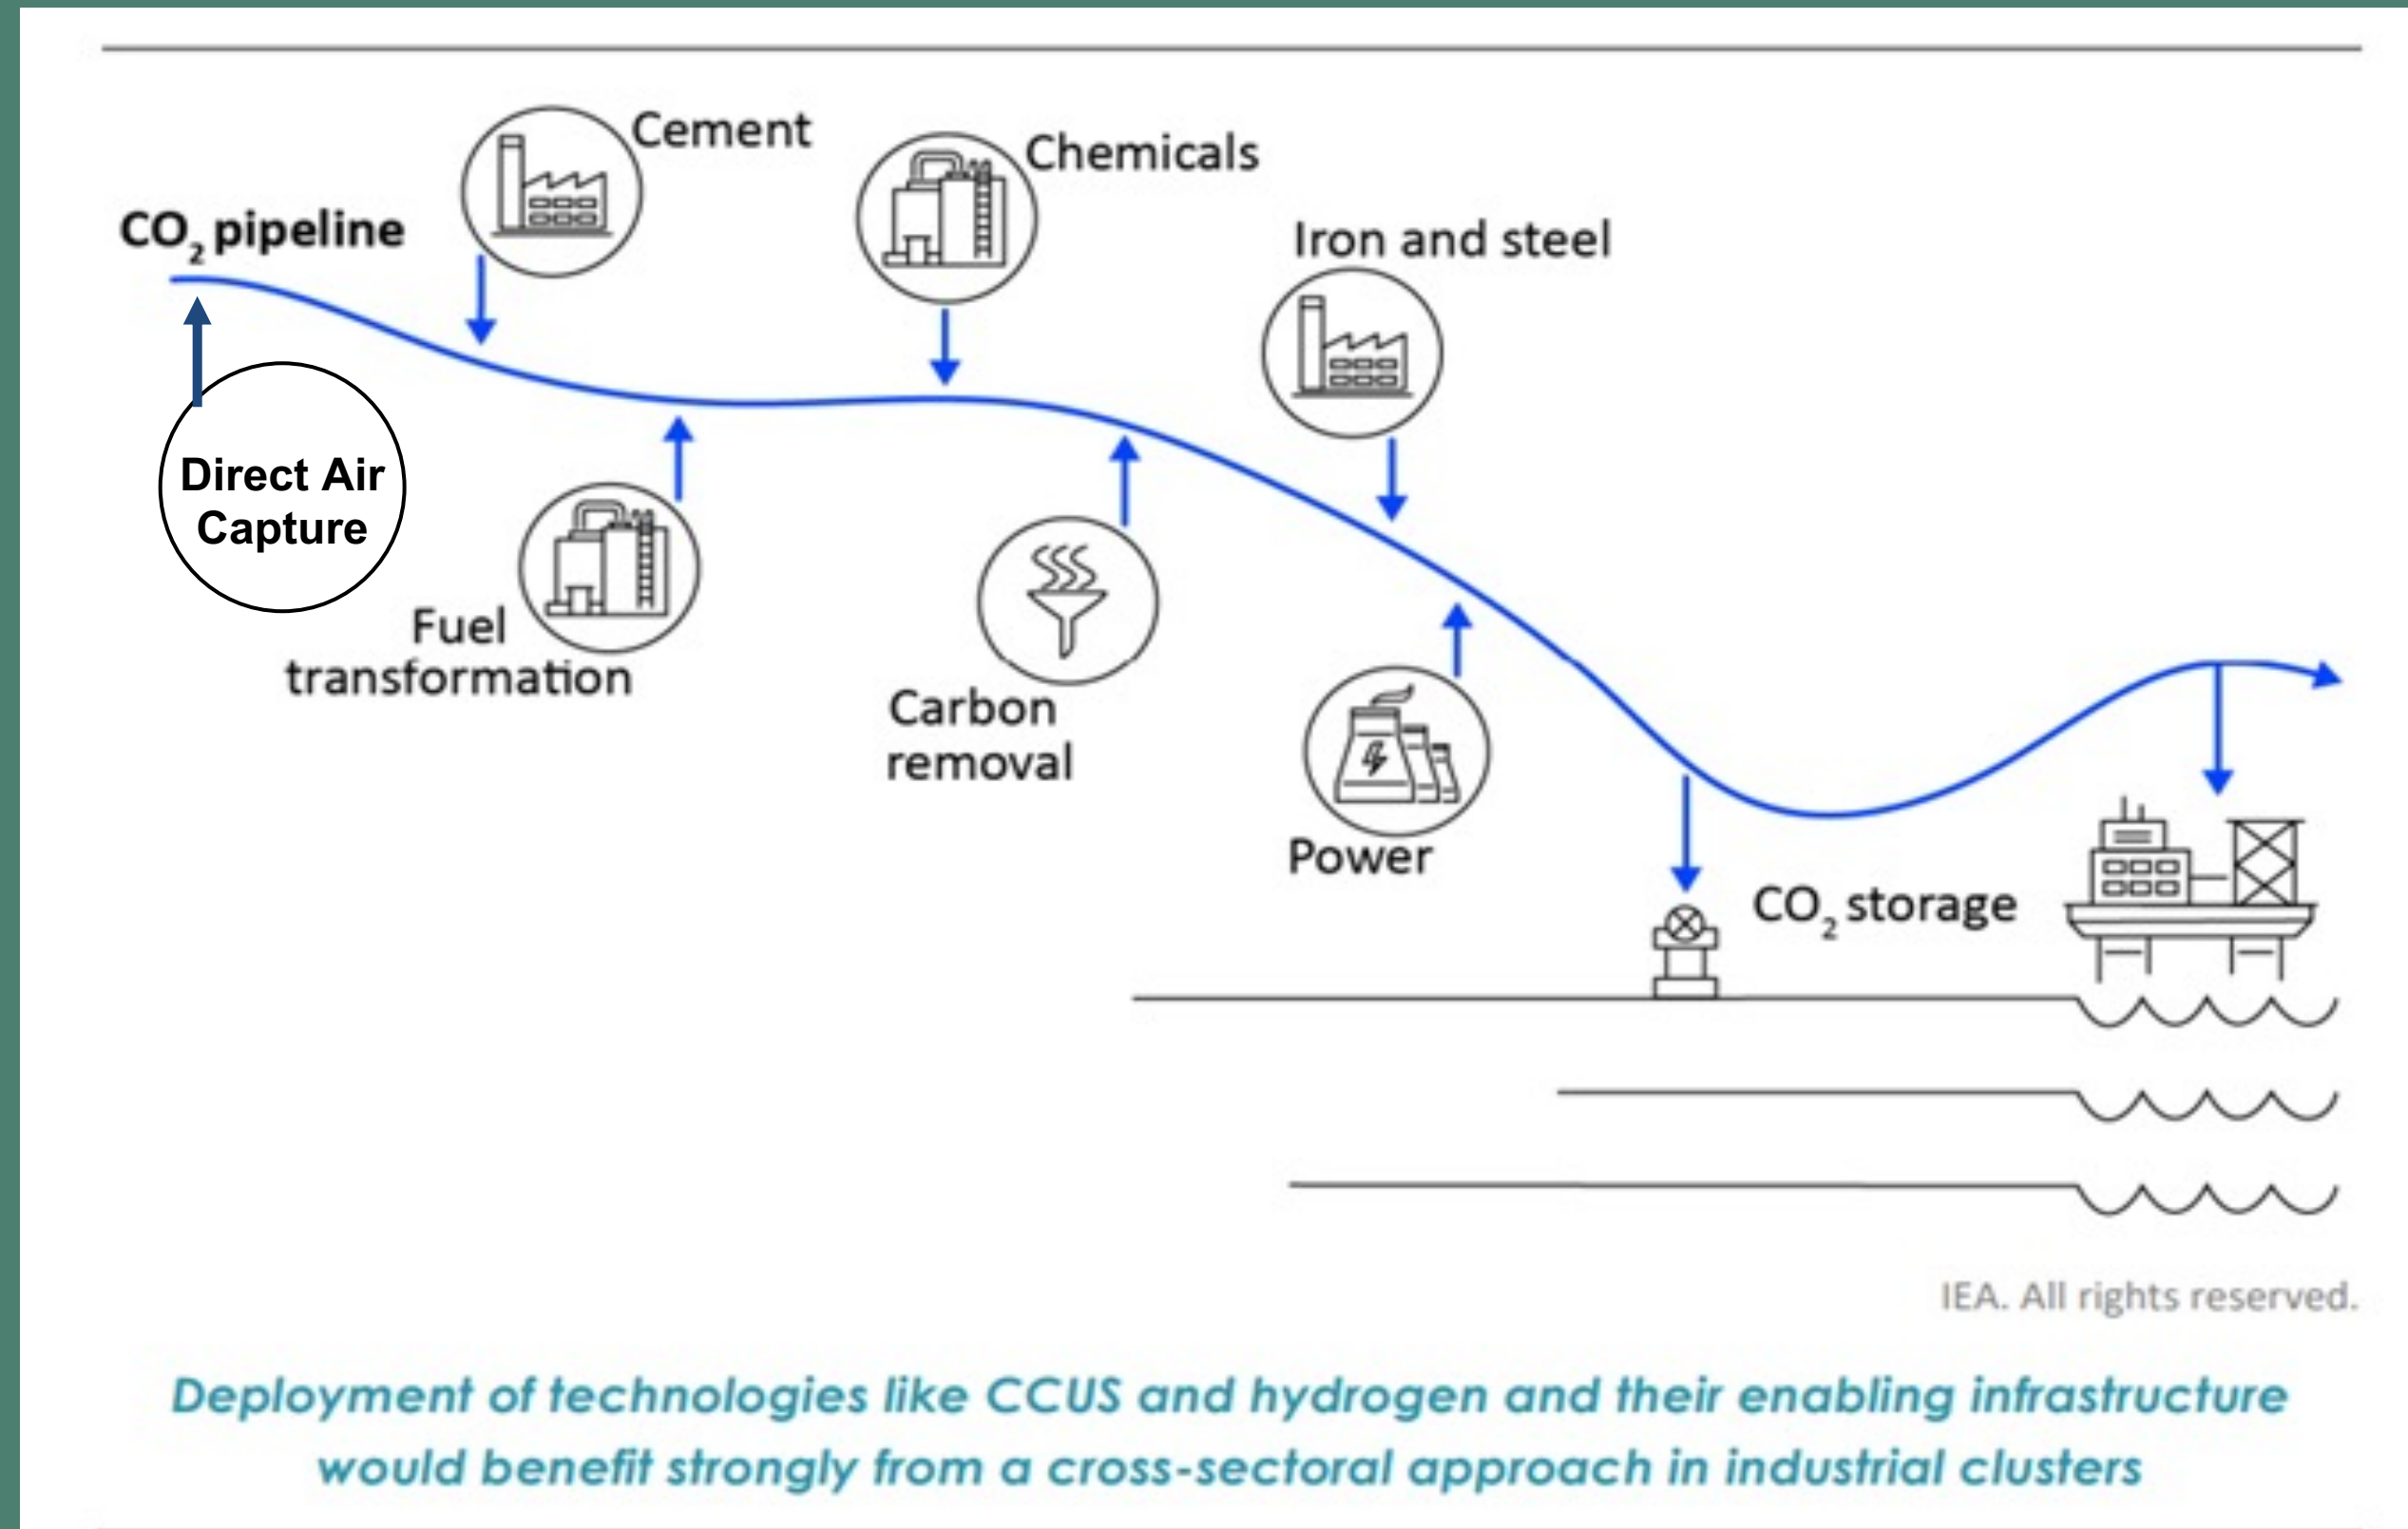 Cement
Chemicals
CO₂ pipeline
Iron and steel
Direct Air
Capture
Fuel
transformation
Carbon
removal
Power
CO₂ storage
IEA. All rights reserved.
Deployment of technologies like CCUS and hydrogen and their enabling infrastructure
would benefit strongly from a cross-sectoral approach in industrial clusters